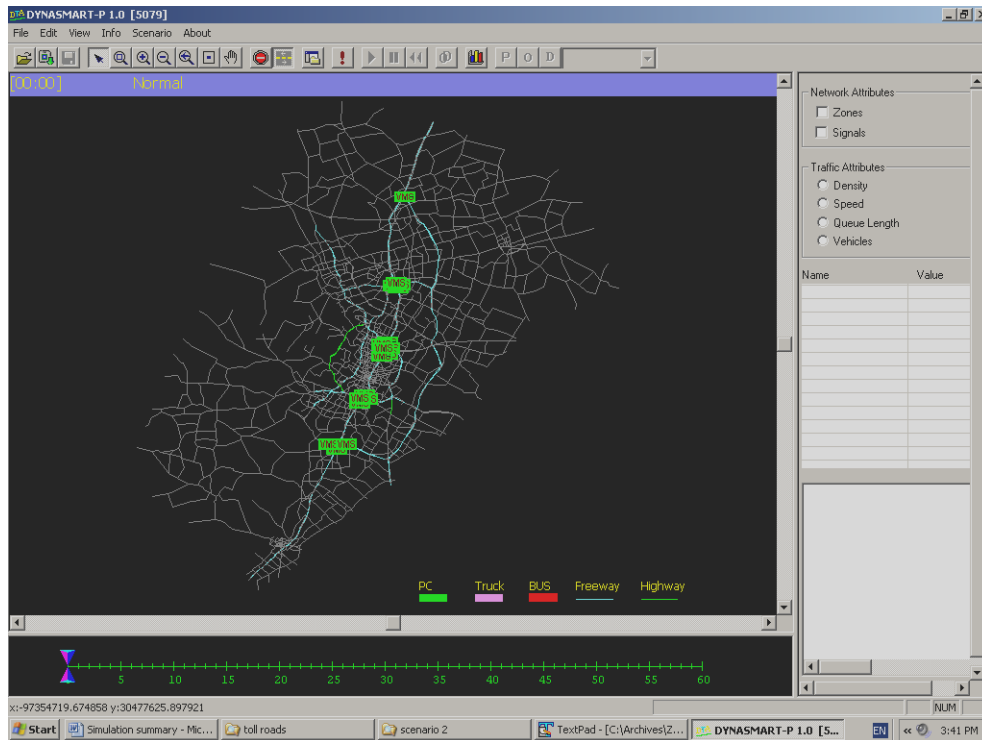 DYNASMART-P 1.0 [5079]
File Edit View Info Scenario About
P O D
[00:00] Normal
Network Attributes
Zones
Signals
Traffic Attributes
Density
Speed
Queue Length
Vehicles
Name Value
VMS
VMS
VMS
VMS
VMS
PC Truck BUS Freeway Highway
5 10 15 20 25 30 35 40 45 50 55 60
x:-97354719.674858 y:30477625.897921
NUM
Start Simulation summary - Mic... toll roads scenario 2 TextPad - [C:\Archives\Z... DYNASMART-P 1.0 [5... EN « 3:41 PM